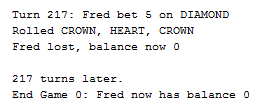 Turn 217: Fred bet 5 on DIAMOND
Rolled CROWN, HEART, CROWN
Fred lost, balance now 0
217 turns later.
End Game 0: Fred now has balance 0